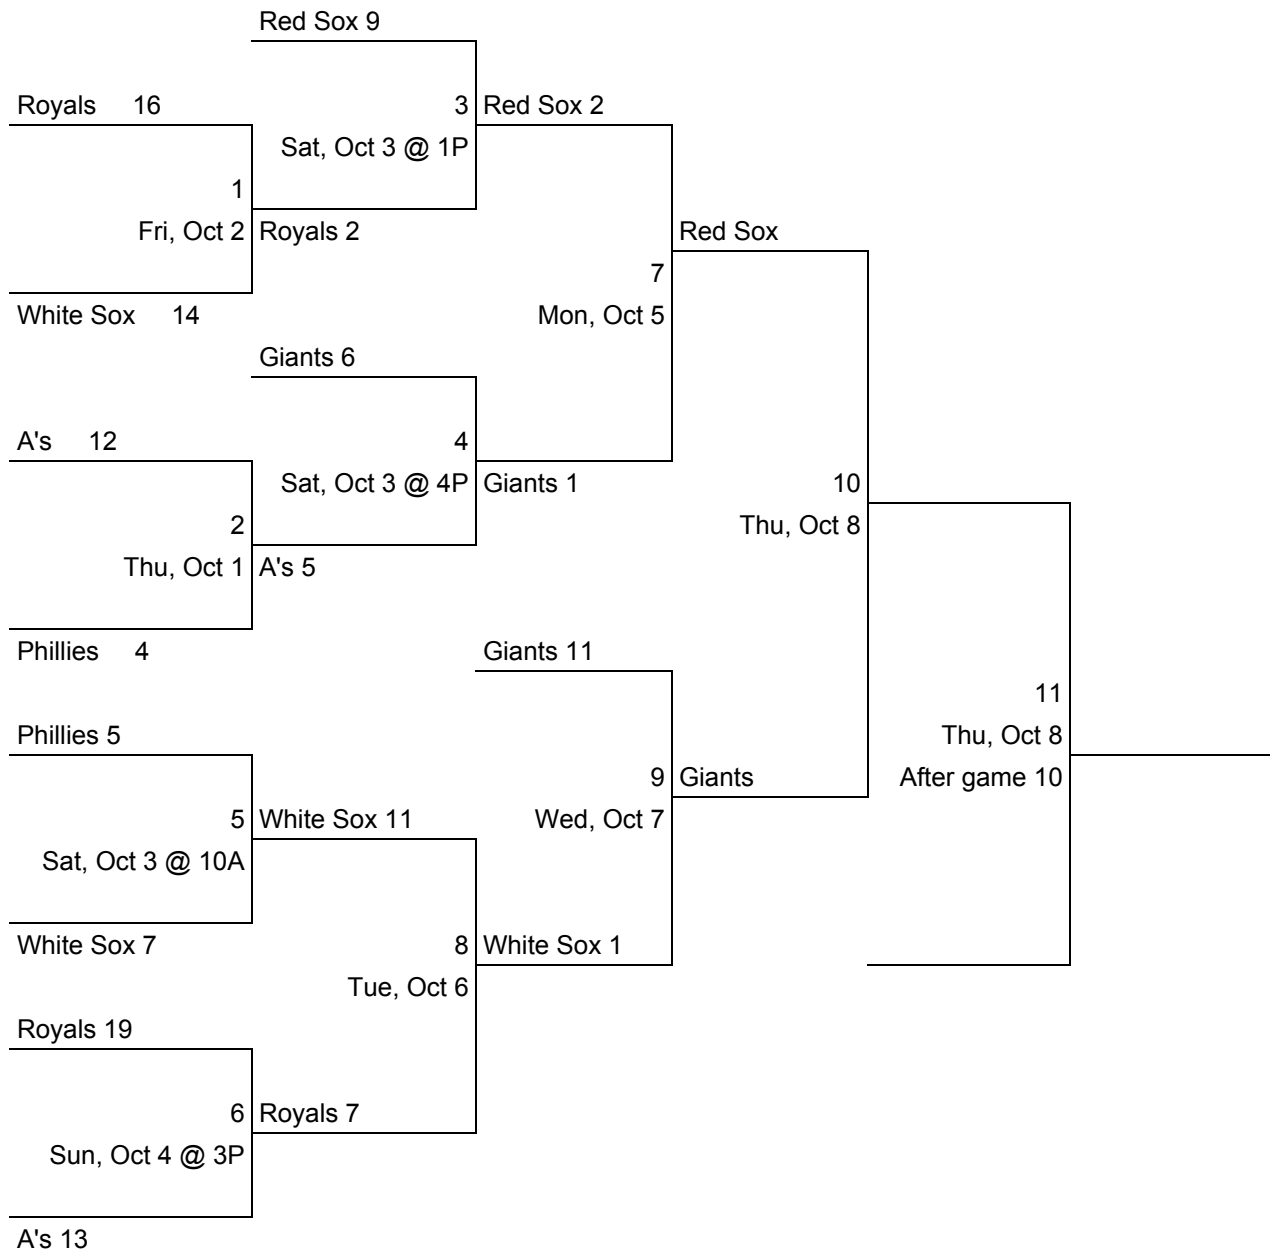 Red Sox 9
Royals 16
3 Red Sox 2
Sat, Oct 3 @ 1P
1
Fri, Oct 2 Royals 2
Red Sox
7
White Sox 14
Mon, Oct 5
Giants 6
A's 12
4
Sat, Oct 3 @ 4P Giants 1
10
2
Thu, Oct 8
Thu, Oct 1 A's 5
Phillies 4
Giants 11
11
Phillies 5
Thu, Oct 8
9 Giants
After game 10
5 White Sox 11
Wed, Oct 7
Sat, Oct 3 @ 10A
White Sox 7
8 White Sox 1
Tue, Oct 6
Royals 19
6 Royals 7
Sun, Oct 4 @ 3P
A's 13